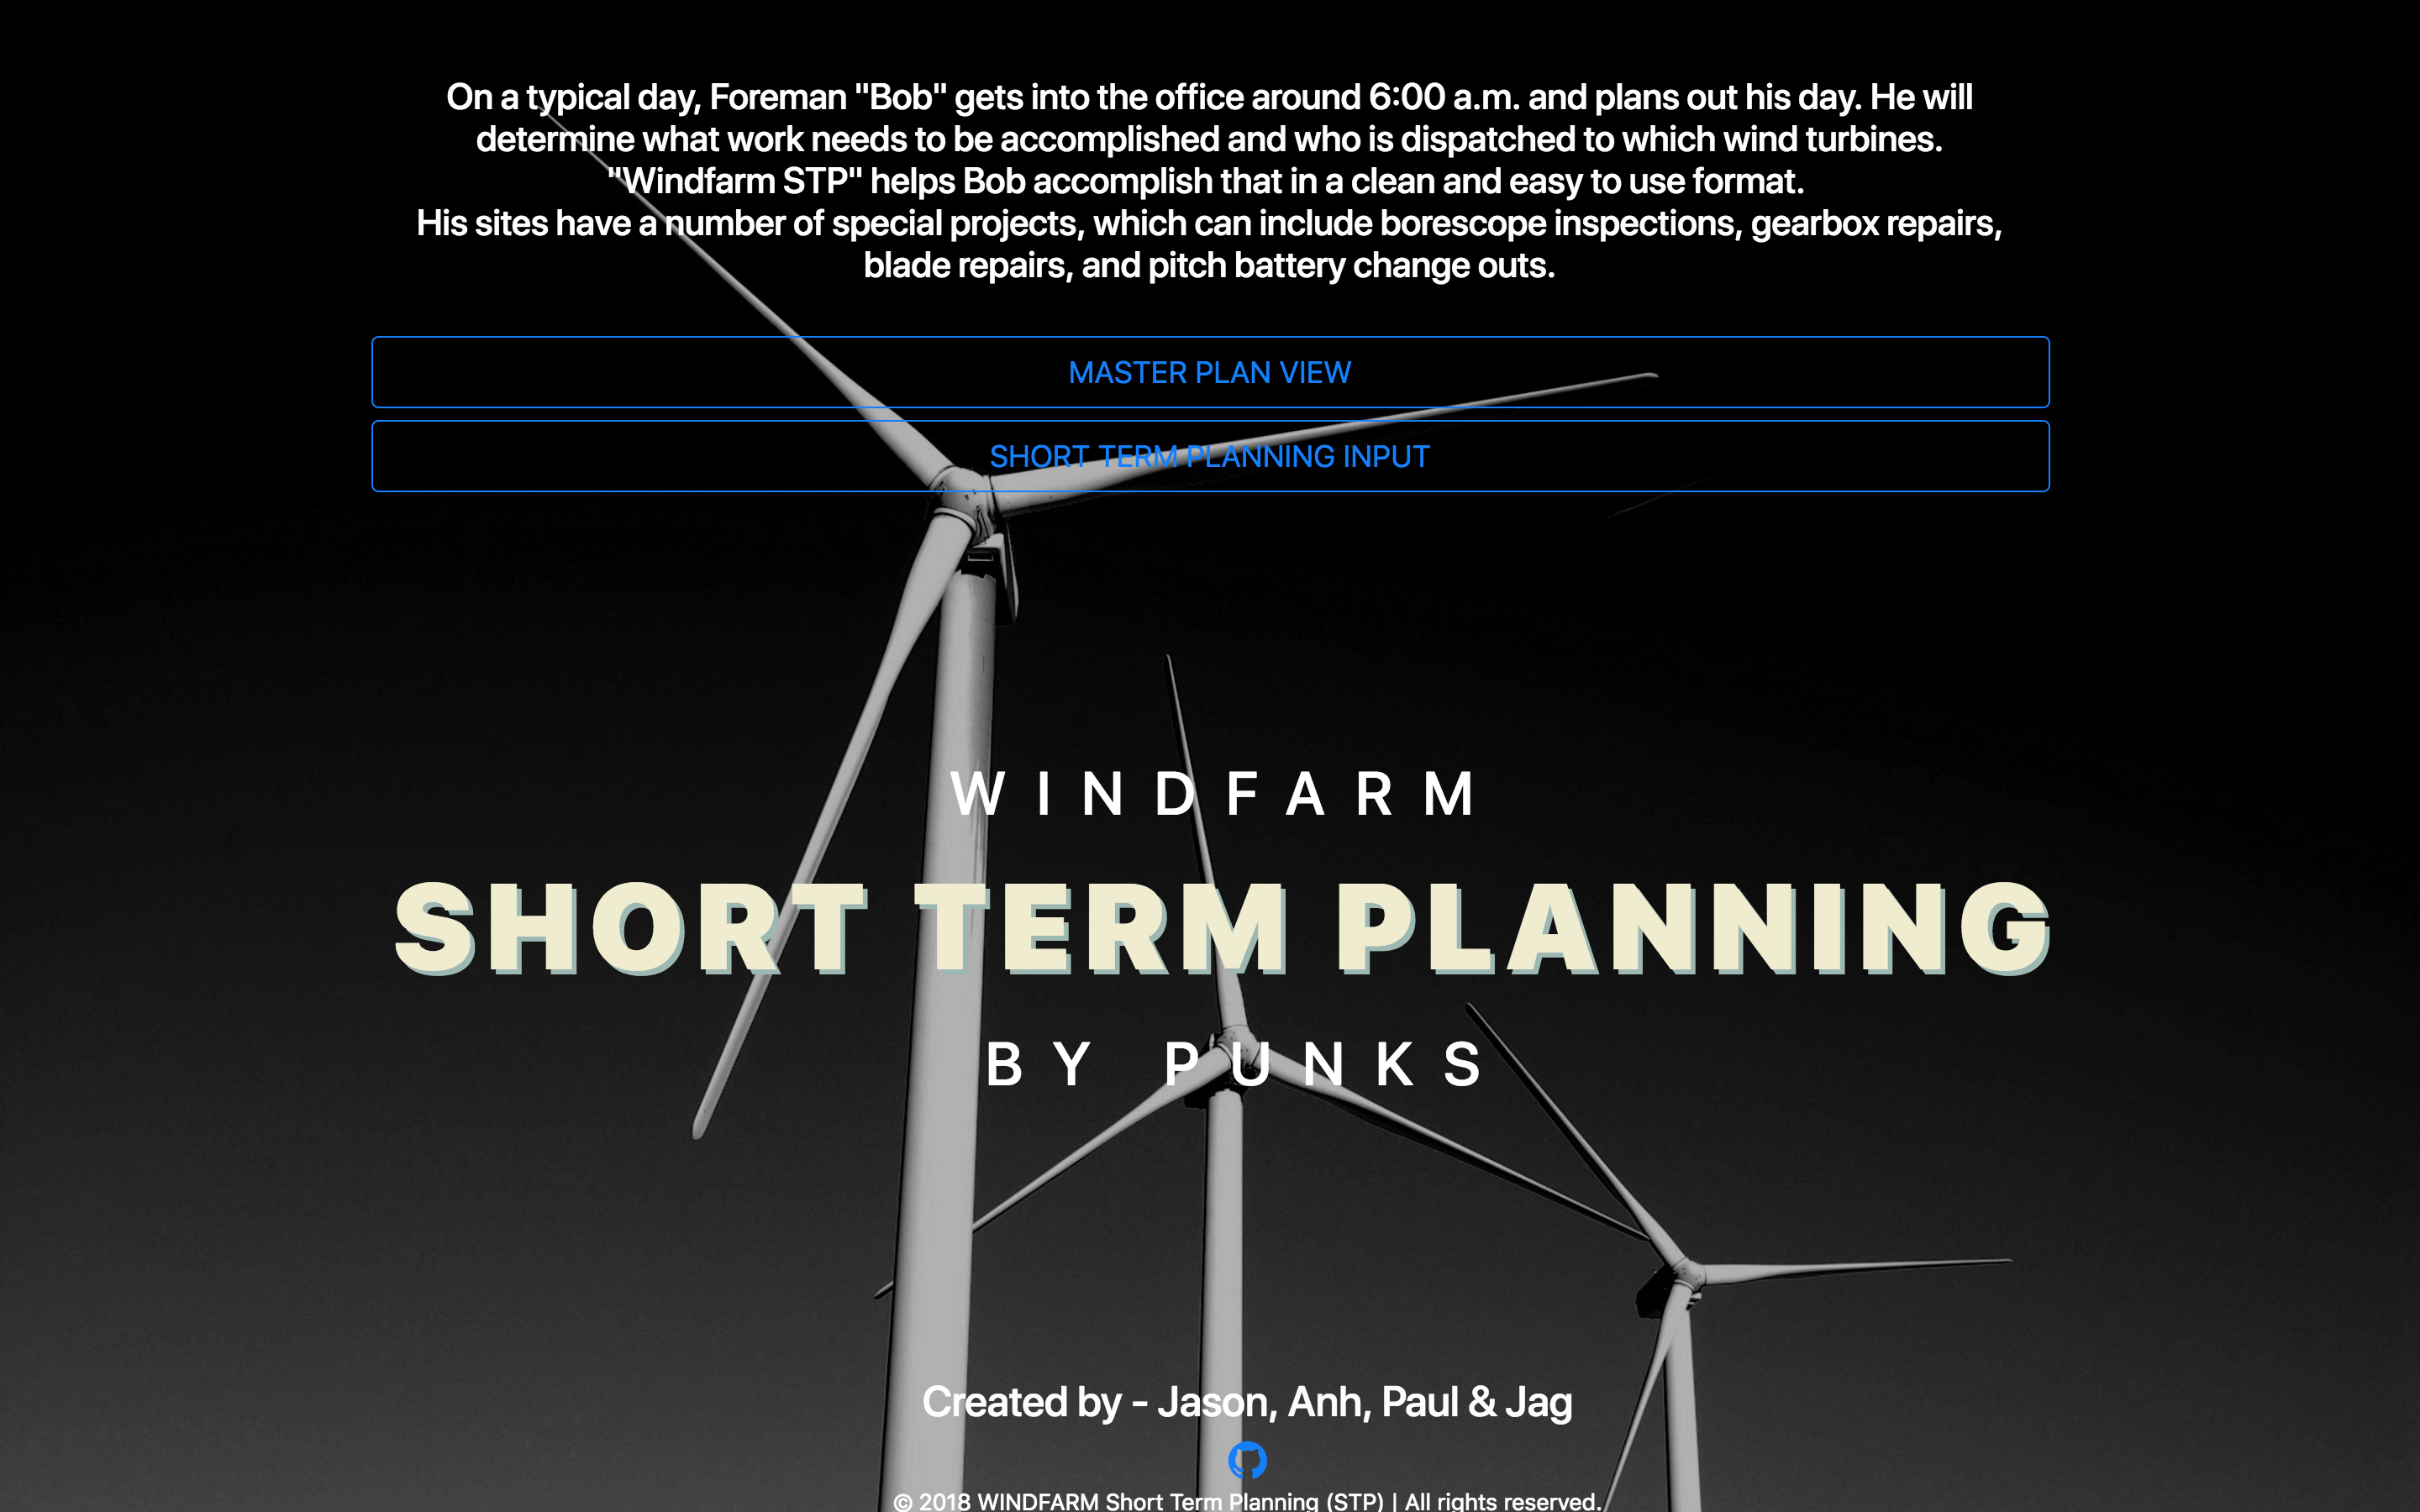 On a typical day, Foreman "Bob" gets into the office around 6:00 a.m. and plans out his day. He will
determine what work needs to be accomplished and who is dispatched to which wind turbines.
"Windfarm STP" helps Bob accomplish that in a clean and easy to use format.
His sites have a number of special projects, which can include borescope inspections, gearbox repairs,
blade repairs, and pitch battery change outs.
MASTER PLAN VIEW
SHORT TERM PLANNING INPUT
WINDFARM
SHORT TERM PLANNING
BY PUNKS
Created by - Jason, Anh, Paul & Jag
© 2018 WINDFARM Short Term Planning (STP) | All rights reserved.